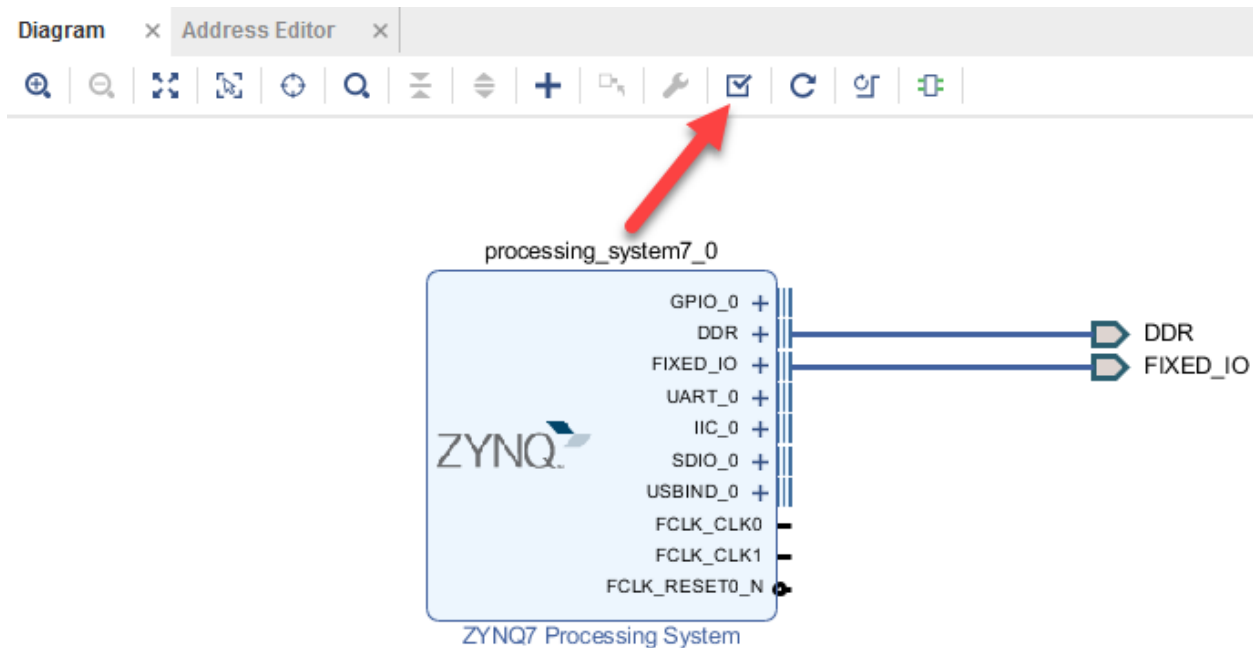 Diagram
Address Editor
processing_system7_0
GPIO_0
DDR
DDR
FIXED_IO
FIXED_IO
UART_0
IIC_0
ZYNQ
SDIO_0
USBIND_0
FCLK_CLK0
FCLK_CLK1
FCLK_RESET0_N
ZYNQ7 Processing System